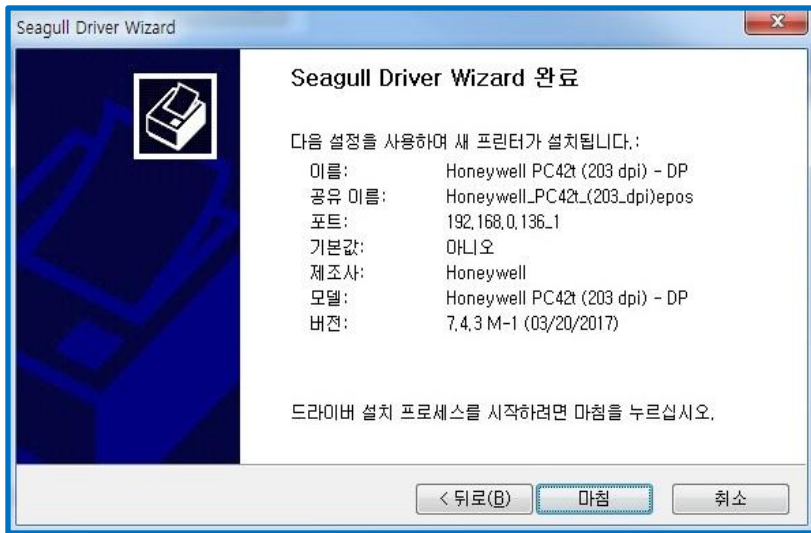 Seagull Driver Wizard
Seagull Driver Wizard 완료
다음 설정을 사용하여 새 프린터가 설치됩니다.:
이름: Honeywell PC42t (203 dpi) - DP
공유 이름: Honeywell_PC42t_(203_dpi)epos
포트: 192.168.0.136_1
기본값: 아니오
제조사: Honeywell
모델: Honeywell PC42t (203 dpi) - DP
버전: 7.4.3 M-1 (03/20/2017)
드라이버 설치 프로세스를 시작하려면 마침을 누르십시오.
< 뒤로(B) 마침 취소